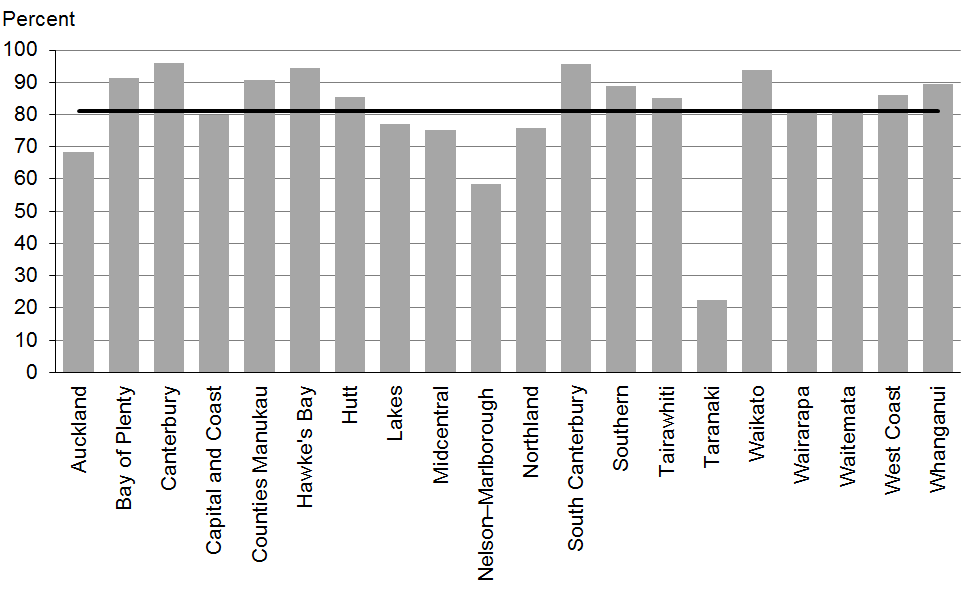 Percent
100
90
80
70
60
50
40
30
20
10
0
Auckland
Bay of Plenty
Canterbury
Capital and Coast
Counties Manukau
Hawke's Bay
Hutt
Lakes
Midcentral
Nelson–Marlborough
Northland
South Canterbury
Southern
Tairawhiti
Taranaki
Waikato
Wairarapa
Waitemata
West Coast
Whanganui